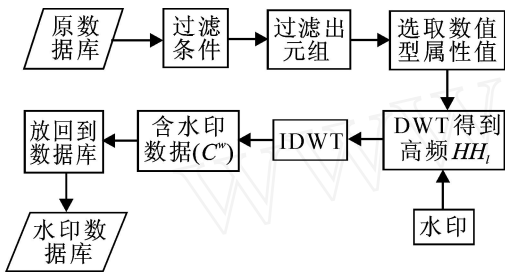 原数
据库
过滤
条件
过滤出
元组
选取数值
型属性值
放回到
数据库
含水印
数据(Cʷ)
IDWT
DWT得到
高频HHₗ
水印数
据库
水印